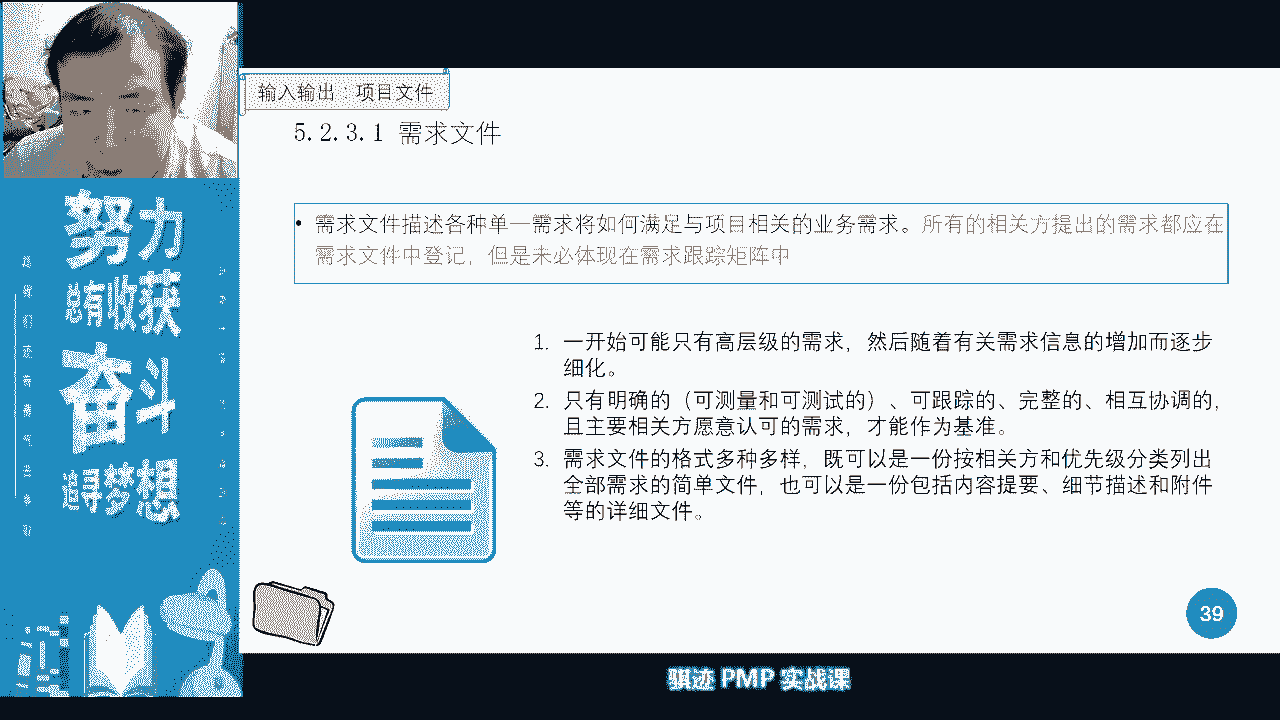 输入输出：项目文件
5.2.3.1 需求文件
• 需求文件描述各种单一需求将如何满足与项目相关的业务需求。所有的相关方提出的需求都应在
需求文件中登记，但是未必体现在需求跟踪矩阵中
1. 一开始可能只有高层级的需求，然后随着有关需求信息的增加而逐步
细化。
2. 只有明确的（可测量和可测试的）、可跟踪的、完整的、相互协调的，
且主要相关方愿意认可的需求，才能作为基准。
3. 需求文件的格式多种多样，既可以是一份按相关方和优先级分类列出
全部需求的简单文件，也可以是一份包括内容提要、细节描述和附件
等的详细文件。
努力
总有收获
奋斗
追寻梦想
39
骐迹 PMP 实战课